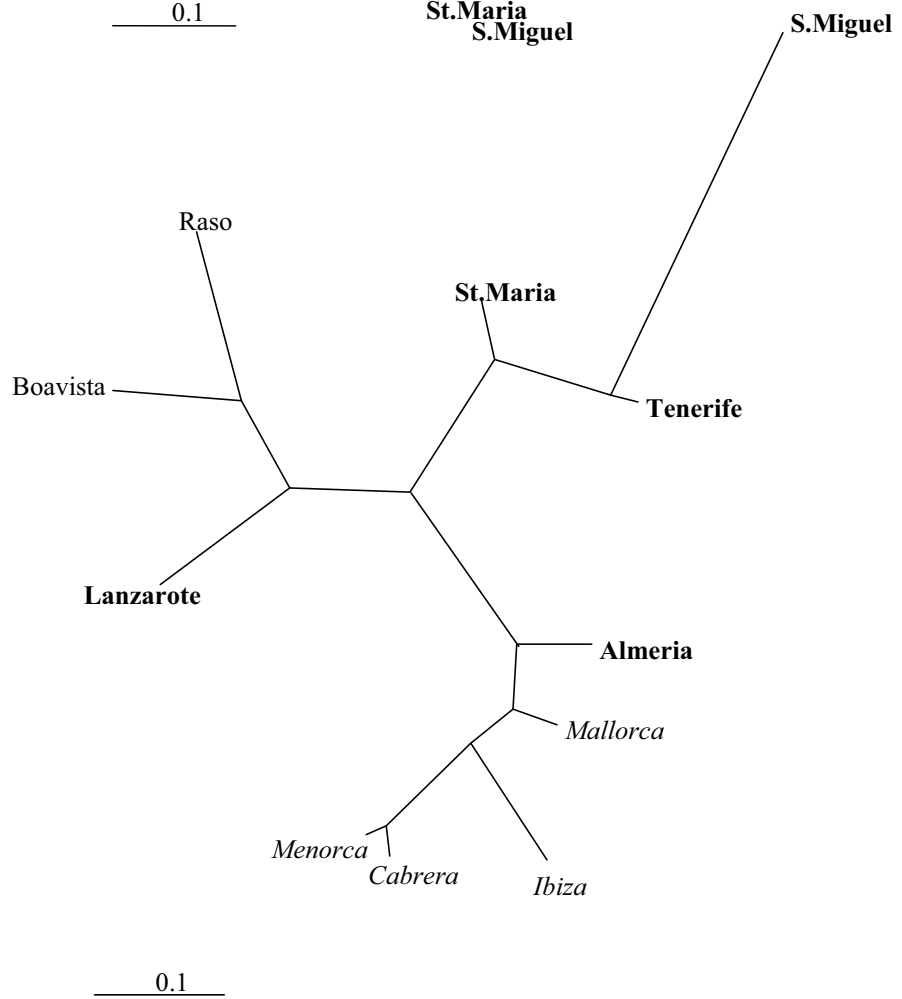 0.1
St.Maria
S.Miguel
S.Miguel
Raso
St.Maria
Boavista
Tenerife
Lanzarote
Almeria
Mallorca
Menorca
Cabrera
Ibiza
0.1